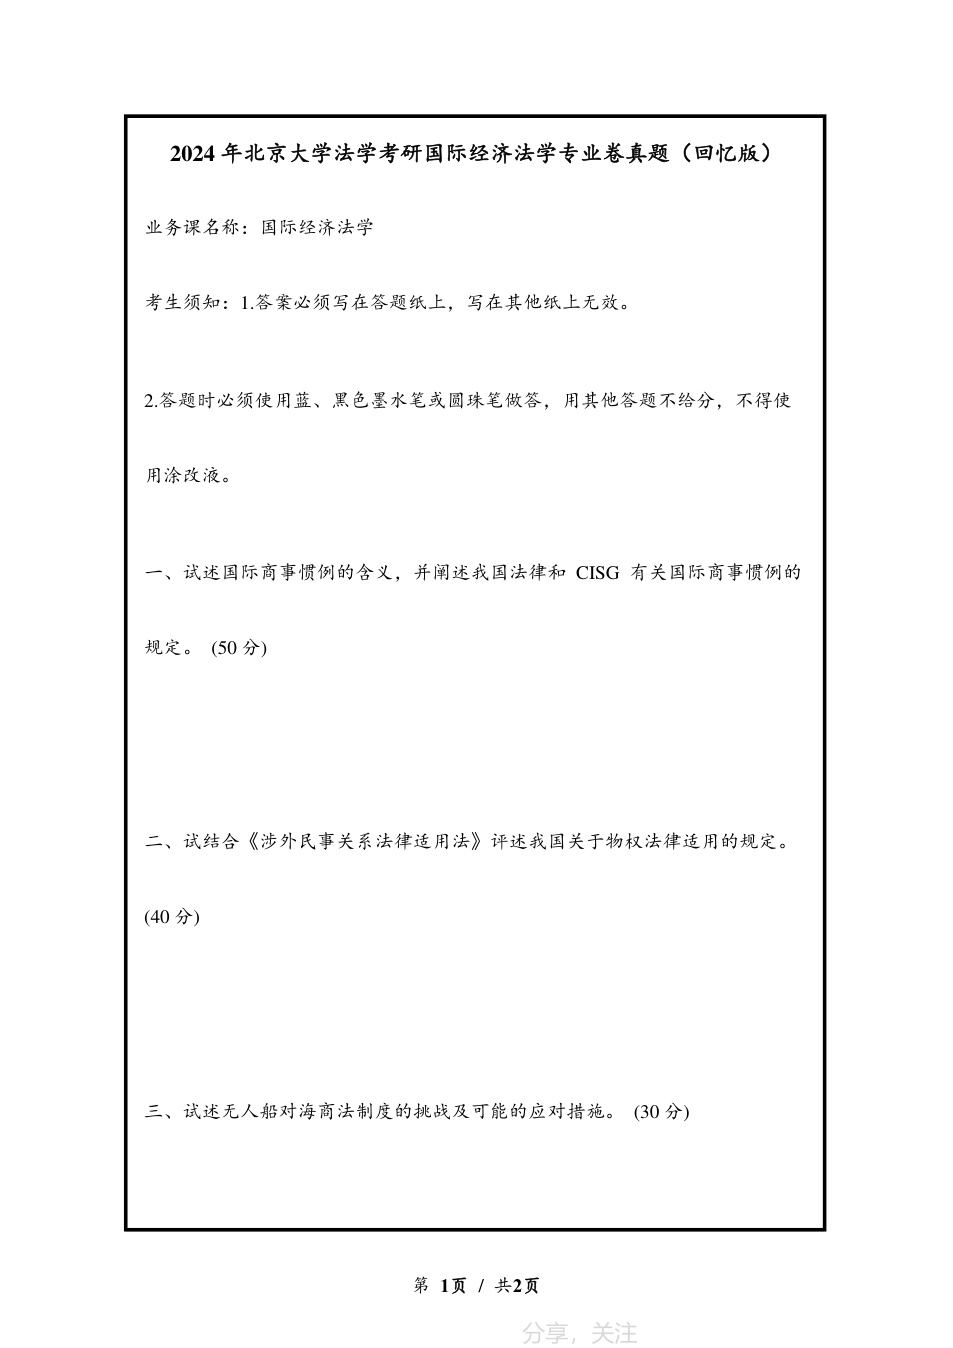 2024 年北京大学法学考研国际经济法学专业卷真题（回忆版）
业务课名称：国际经济法学
考生须知：1.答案必须写在答题纸上，写在其他纸上无效。
2.答题时必须使用蓝、黑色墨水笔或圆珠笔做答，用其他答题不给分，不得使
用涂改液。
一、试述国际商事惯例的含义，并阐述我国法律和 CISG 有关国际商事惯例的
规定。 (50 分)
二、试结合《涉外民事关系法律适用法》评述我国关于物权法律适用的规定。
(40 分)
三、试述无人船对海商法制度的挑战及可能的应对措施。 (30 分)
第 1页 / 共2页
分享，关注